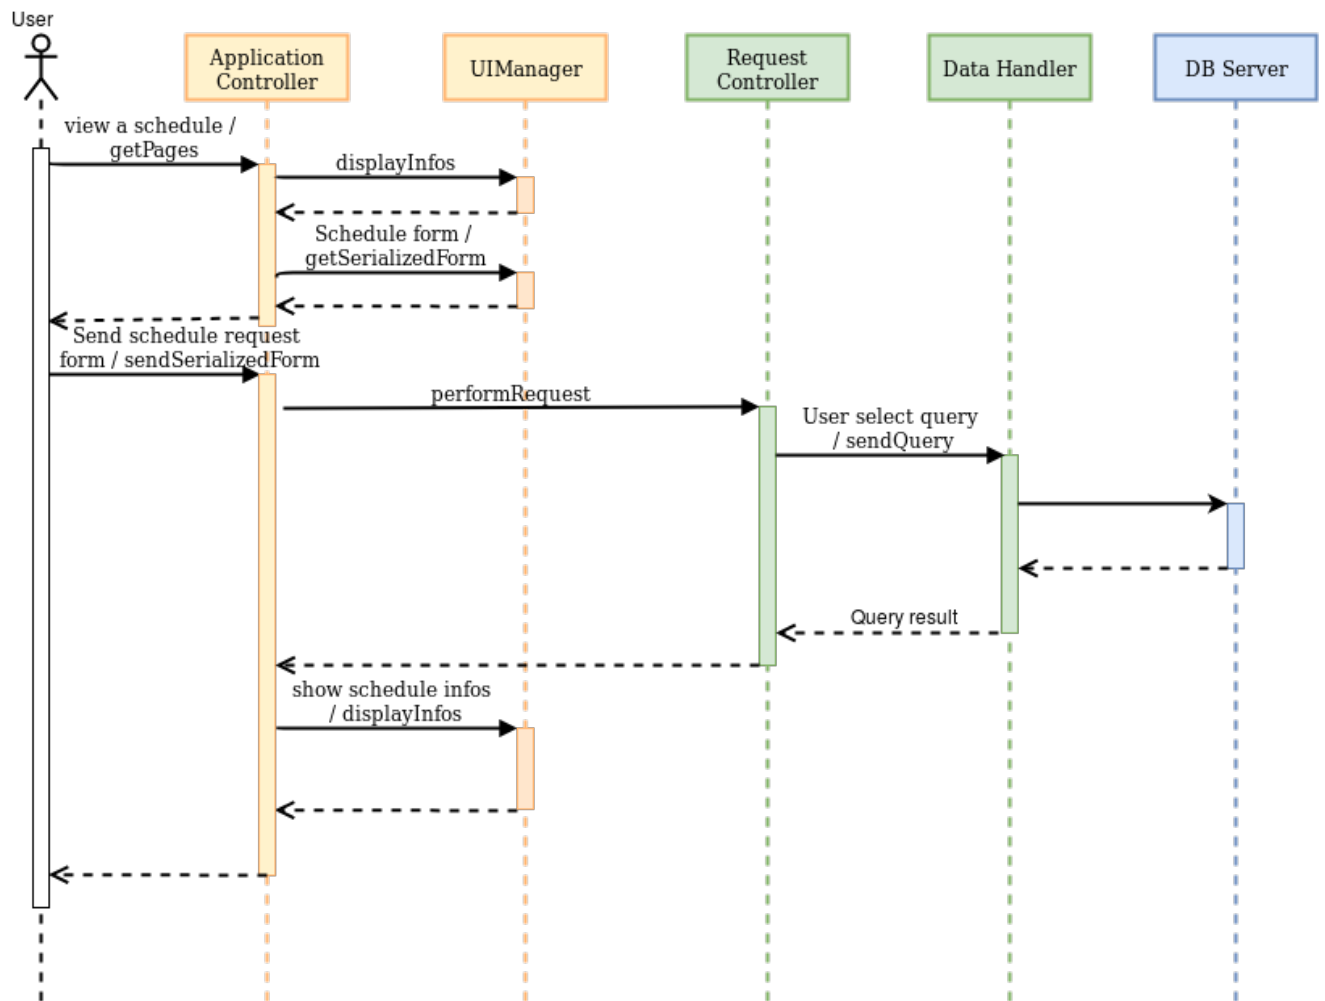 User
Application
Controller
UIManager
Request
Controller
Data Handler
DB Server
view a schedule /
getPages
displayInfos
Schedule form /
getSerializedForm
Send schedule request
form / sendSerializedForm
performRequest
User select query
/ sendQuery
Query result
show schedule infos
/ displayInfos